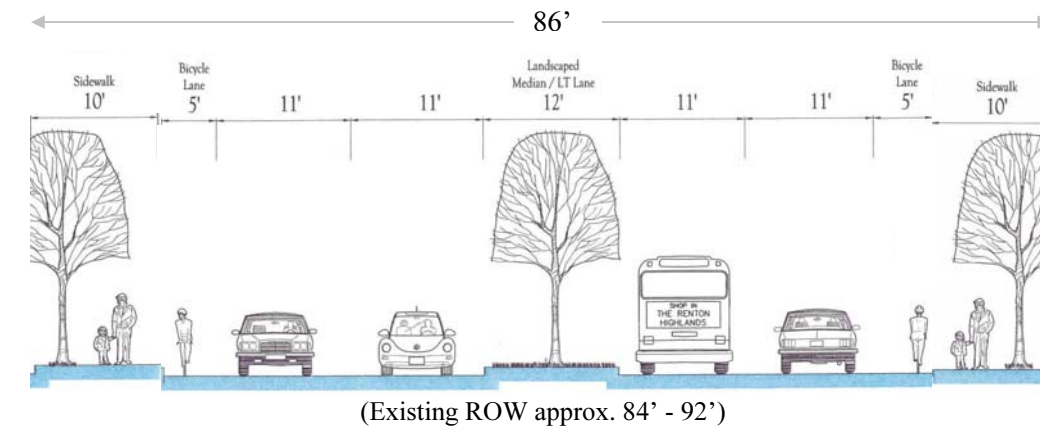 86’
Bicycle
Lane
5'
Landscaped
Median / LT Lane
12'
Bicycle
Lane
5'
Sidewalk
10'
11'
11'
11'
11'
Sidewalk
10'
SHOP IN
THE RENTON
HIGHLANDS
(Existing ROW approx. 84’ - 92’)